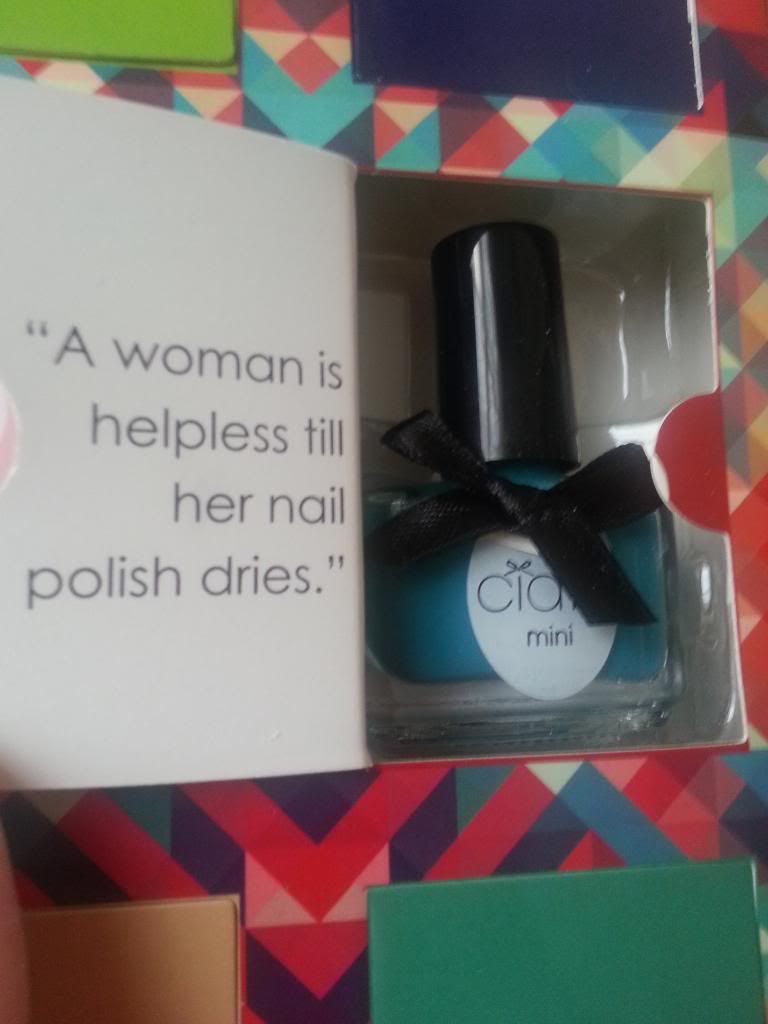 “A woman is
helpless till
her nail
polish dries.”
mini